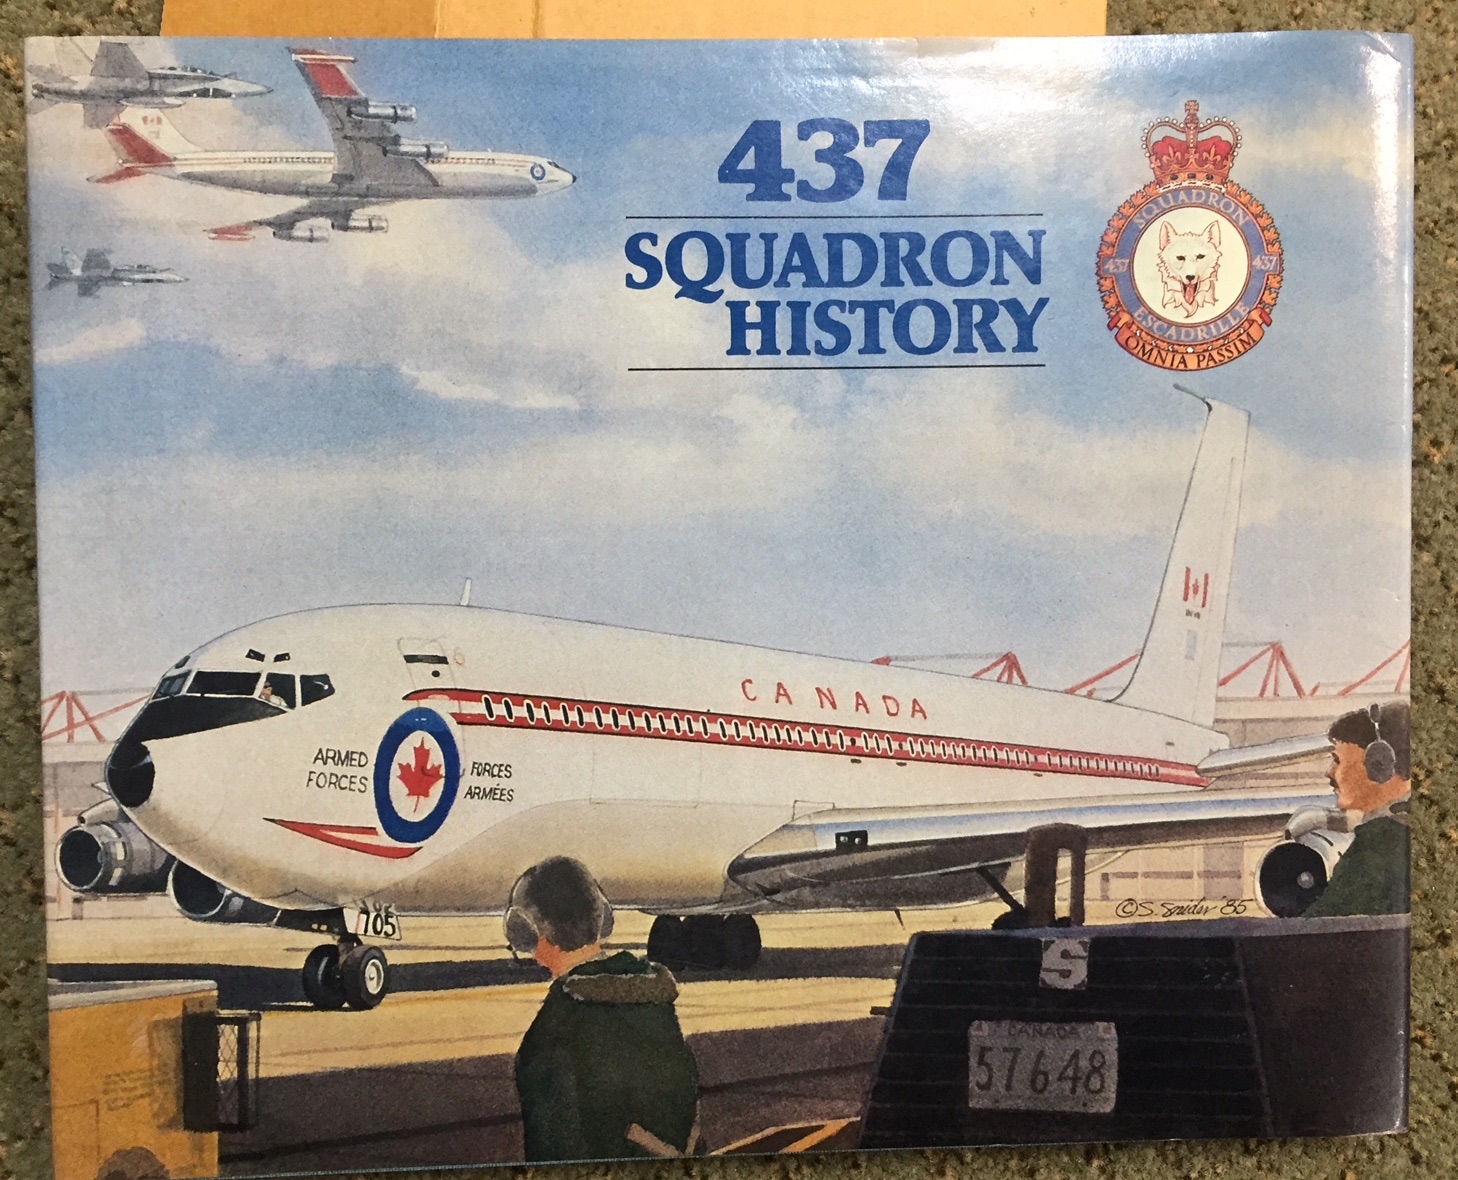 437
SQUADRON
HISTORY
SQUADRON
437 437
ESCADRILLE
OMNIA PASSIM
CANADA
ARMED
FORCES
FORCES
ARMÉES
705
© S. Snider '85
S
CANADA
57648